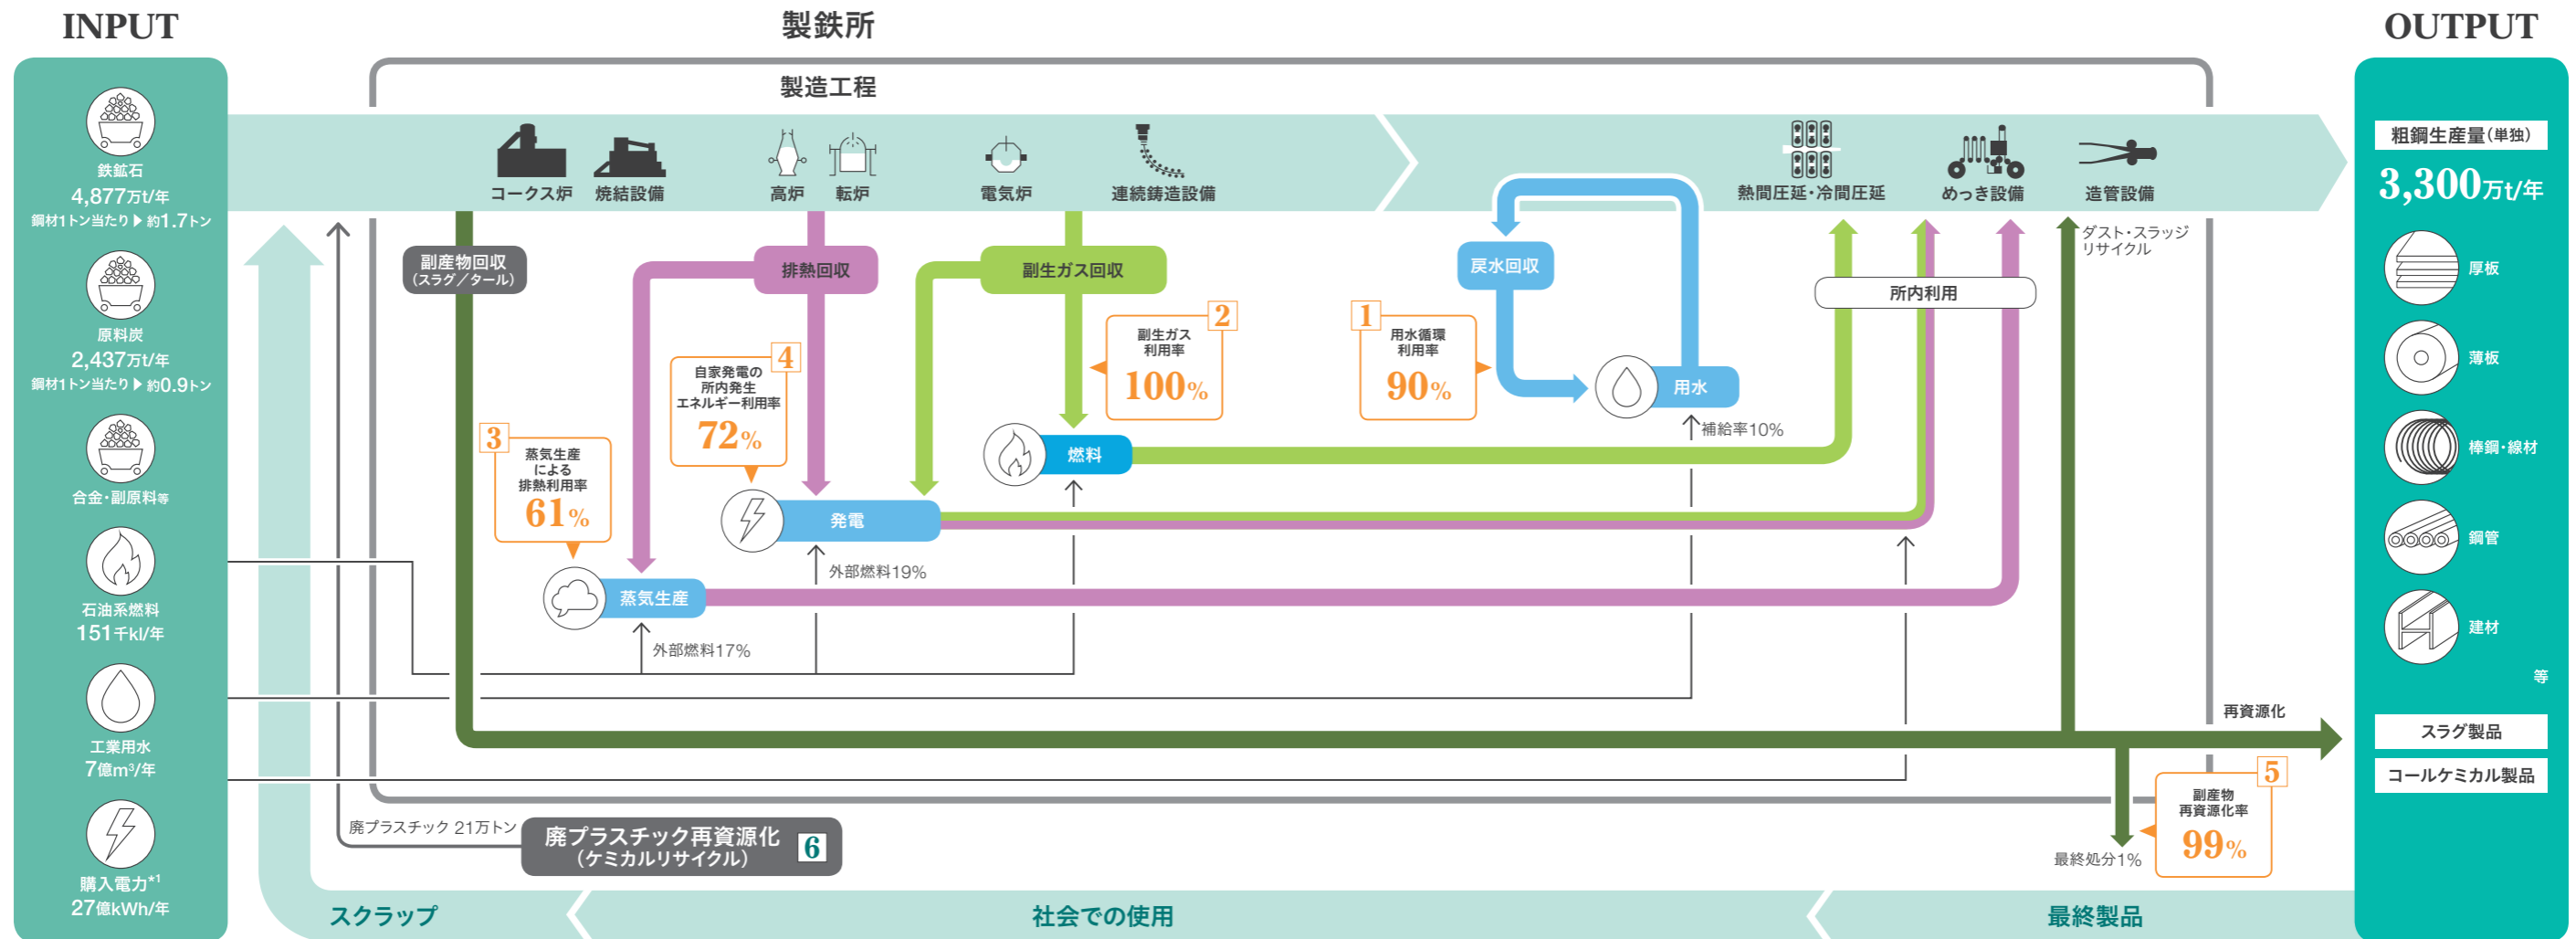 INPUT
製鉄所
OUTPUT
製造工程
鉄鉱石
4,877万t/年
鋼材1トン当たり▶約1.7トン
原料炭
2,437万t/年
鋼材1トン当たり▶約0.9トン
合金・副原料等
石油系燃料
151千kl/年
工業用水
7億m³/年
購入電力*1
27億kWh/年
コークス炉
焼結設備
高炉
転炉
電気炉
連続鋳造設備
熱間圧延・冷間圧延
めっき設備
造管設備
副産物回収
(スラグ/タール)
排熱回収
副生ガス回収
戻水回収
所内利用
ダスト・スラッジ
リサイクル
1
用水循環
利用率
90%
2
副生ガス
利用率
100%
3
蒸気生産
による
排熱利用率
61%
4
自家発電の
所内発生
エネルギー利用率
72%
用水
補給率10%
燃料
発電
外部燃料19%
蒸気生産
外部燃料17%
再資源化
5
副産物
再資源化率
99%
最終処分1%
廃プラスチック 21万トン
廃プラスチック再資源化
(ケミカルリサイクル)
6
スクラップ
社会での使用
最終製品
粗鋼生産量(単独)
3,300万t/年
厚板
薄板
棒鋼・線材
鋼管
建材
等
スラグ製品
コールケミカル製品